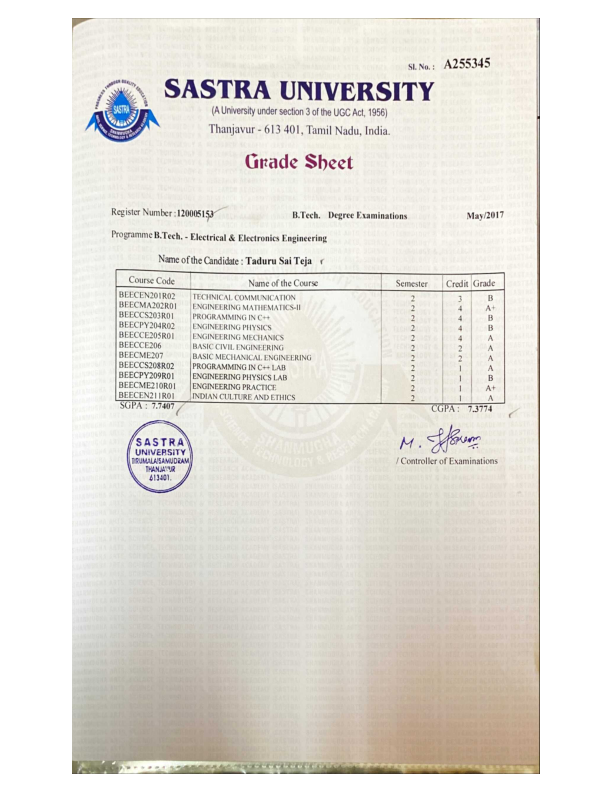 Sl. No. : A255345
SASTRA UNIVERSITY
(A University under section 3 of the UGC Act, 1956)
Thanjavur - 613 401, Tamil Nadu, India.
SASTRA
Grade Sheet
Register Number : 120005153
B.Tech. Degree Examinations
May/2017
Programme B.Tech. - Electrical & Electronics Engineering
Name of the Candidate : Taduru Sai Teja
Course Code Name of the Course Semester Credit Grade
BEECEN201R02 TECHNICAL COMMUNICATION 2 3 B
BEECMA202R01 ENGINEERING MATHEMATICS-II 2 4 A+
BEECCS203R01 PROGRAMMING IN C++ 2 4 B
BEECPY204R02 ENGINEERING PHYSICS 2 4 B
BEECCE205R01 ENGINEERING MECHANICS 2 4 A
BEECCE206 BASIC CIVIL ENGINEERING 2 2 A
BEECME207 BASIC MECHANICAL ENGINEERING 2 2 A
BEECCS208R02 PROGRAMMING IN C++ LAB 2 1 A
BEECPY209R01 ENGINEERING PHYSICS LAB 2 1 B
BEECME210R01 ENGINEERING PRACTICE 2 1 A+
BEECEN211R01 INDIAN CULTURE AND ETHICS 2 1 A
SGPA : 7.7407 CGPA : 7.3774
SASTRA
UNIVERSITY
TIRUMALAISAMUDRAM
THANJAVUR
613401.
/ Controller of Examinations